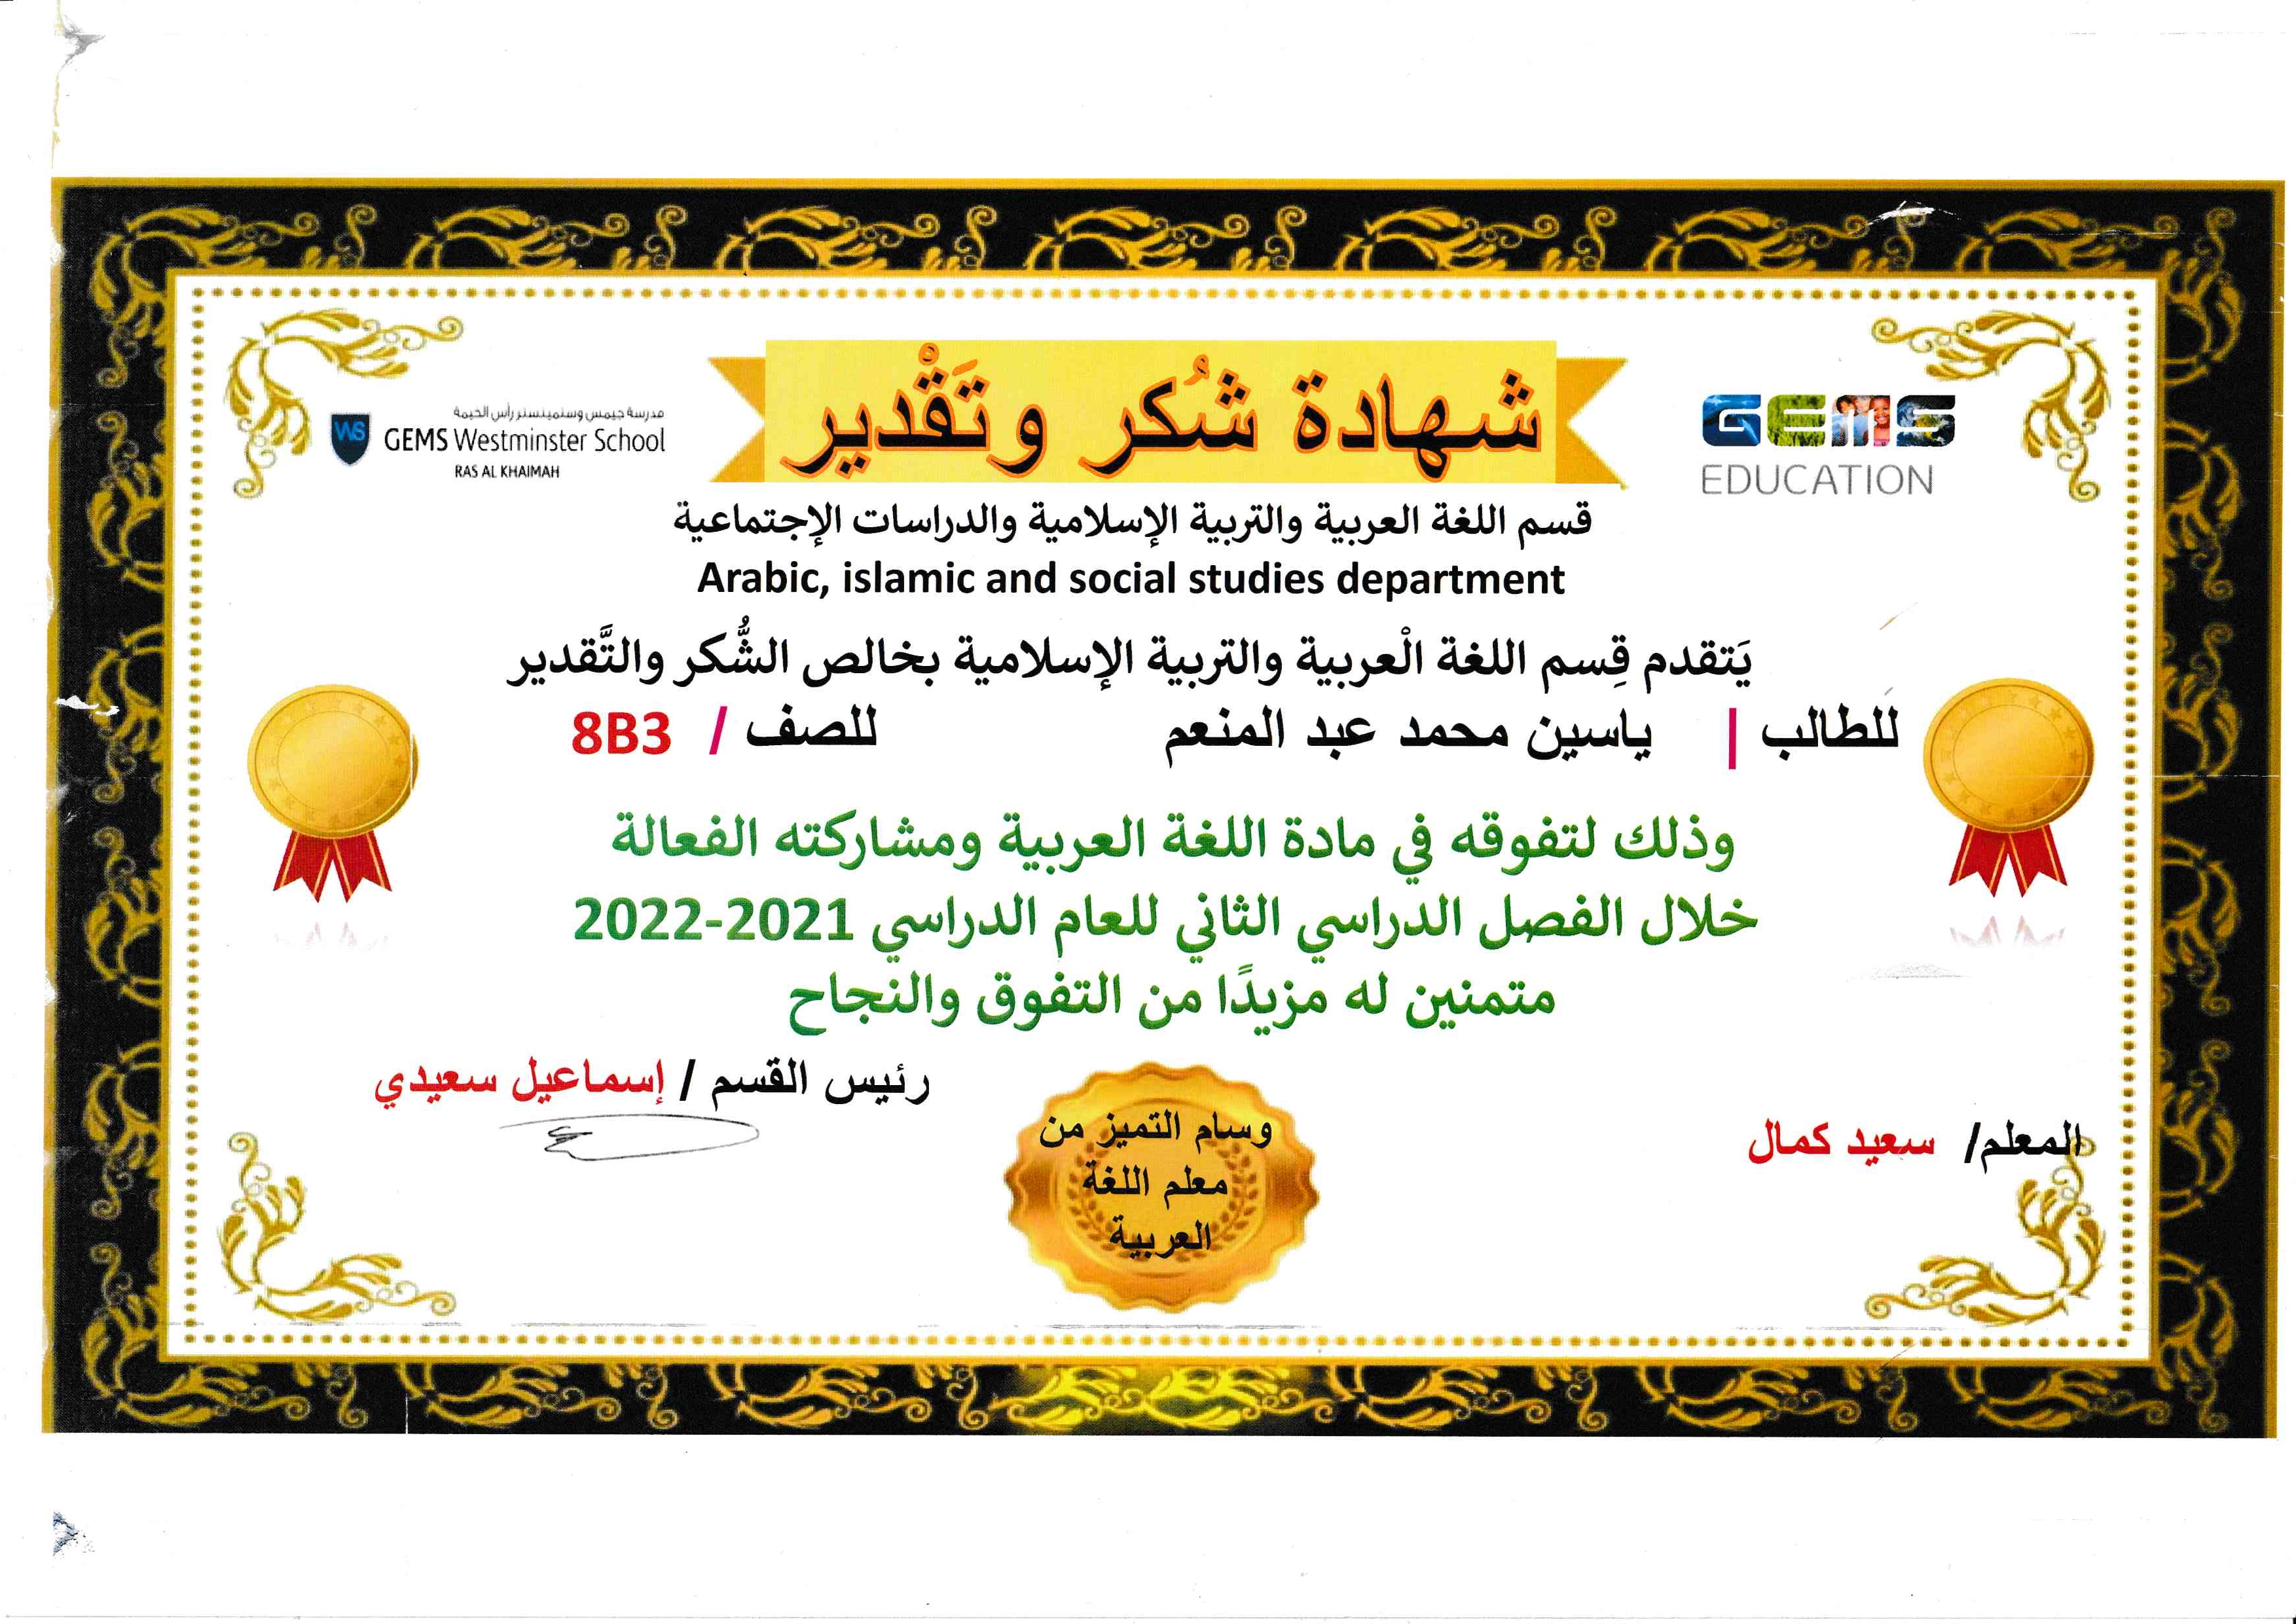 شهادة شُكر وتَقْدير
مدرسة جيمس وستمينستر رأس الخيمة
WS
GEMS Westminster School
RAS AL KHAIMAH
GEMS
EDUCATION
قسم اللغة العربية والتربية الإسلامية والدراسات الإجتماعية
Arabic, islamic and social studies department
يَتقدم قِسم اللغة الْعربية والتربية الإسلامية بخالص الشُّكر والتَّقدير
للطالب | ياسين محمد عبد المنعم للصف / 8B3
وذلك لتفوقه في مادة اللغة العربية ومشاركته الفعالة
خلال الفصل الدراسي الثاني للعام الدراسي 2021-2022
متمنين له مزيدًا من التفوق والنجاح
رئيس القسم / إسماعيل سعيدي
المعلم/ سعيد كمال
وسام التميز من
معلم اللغة
العربية